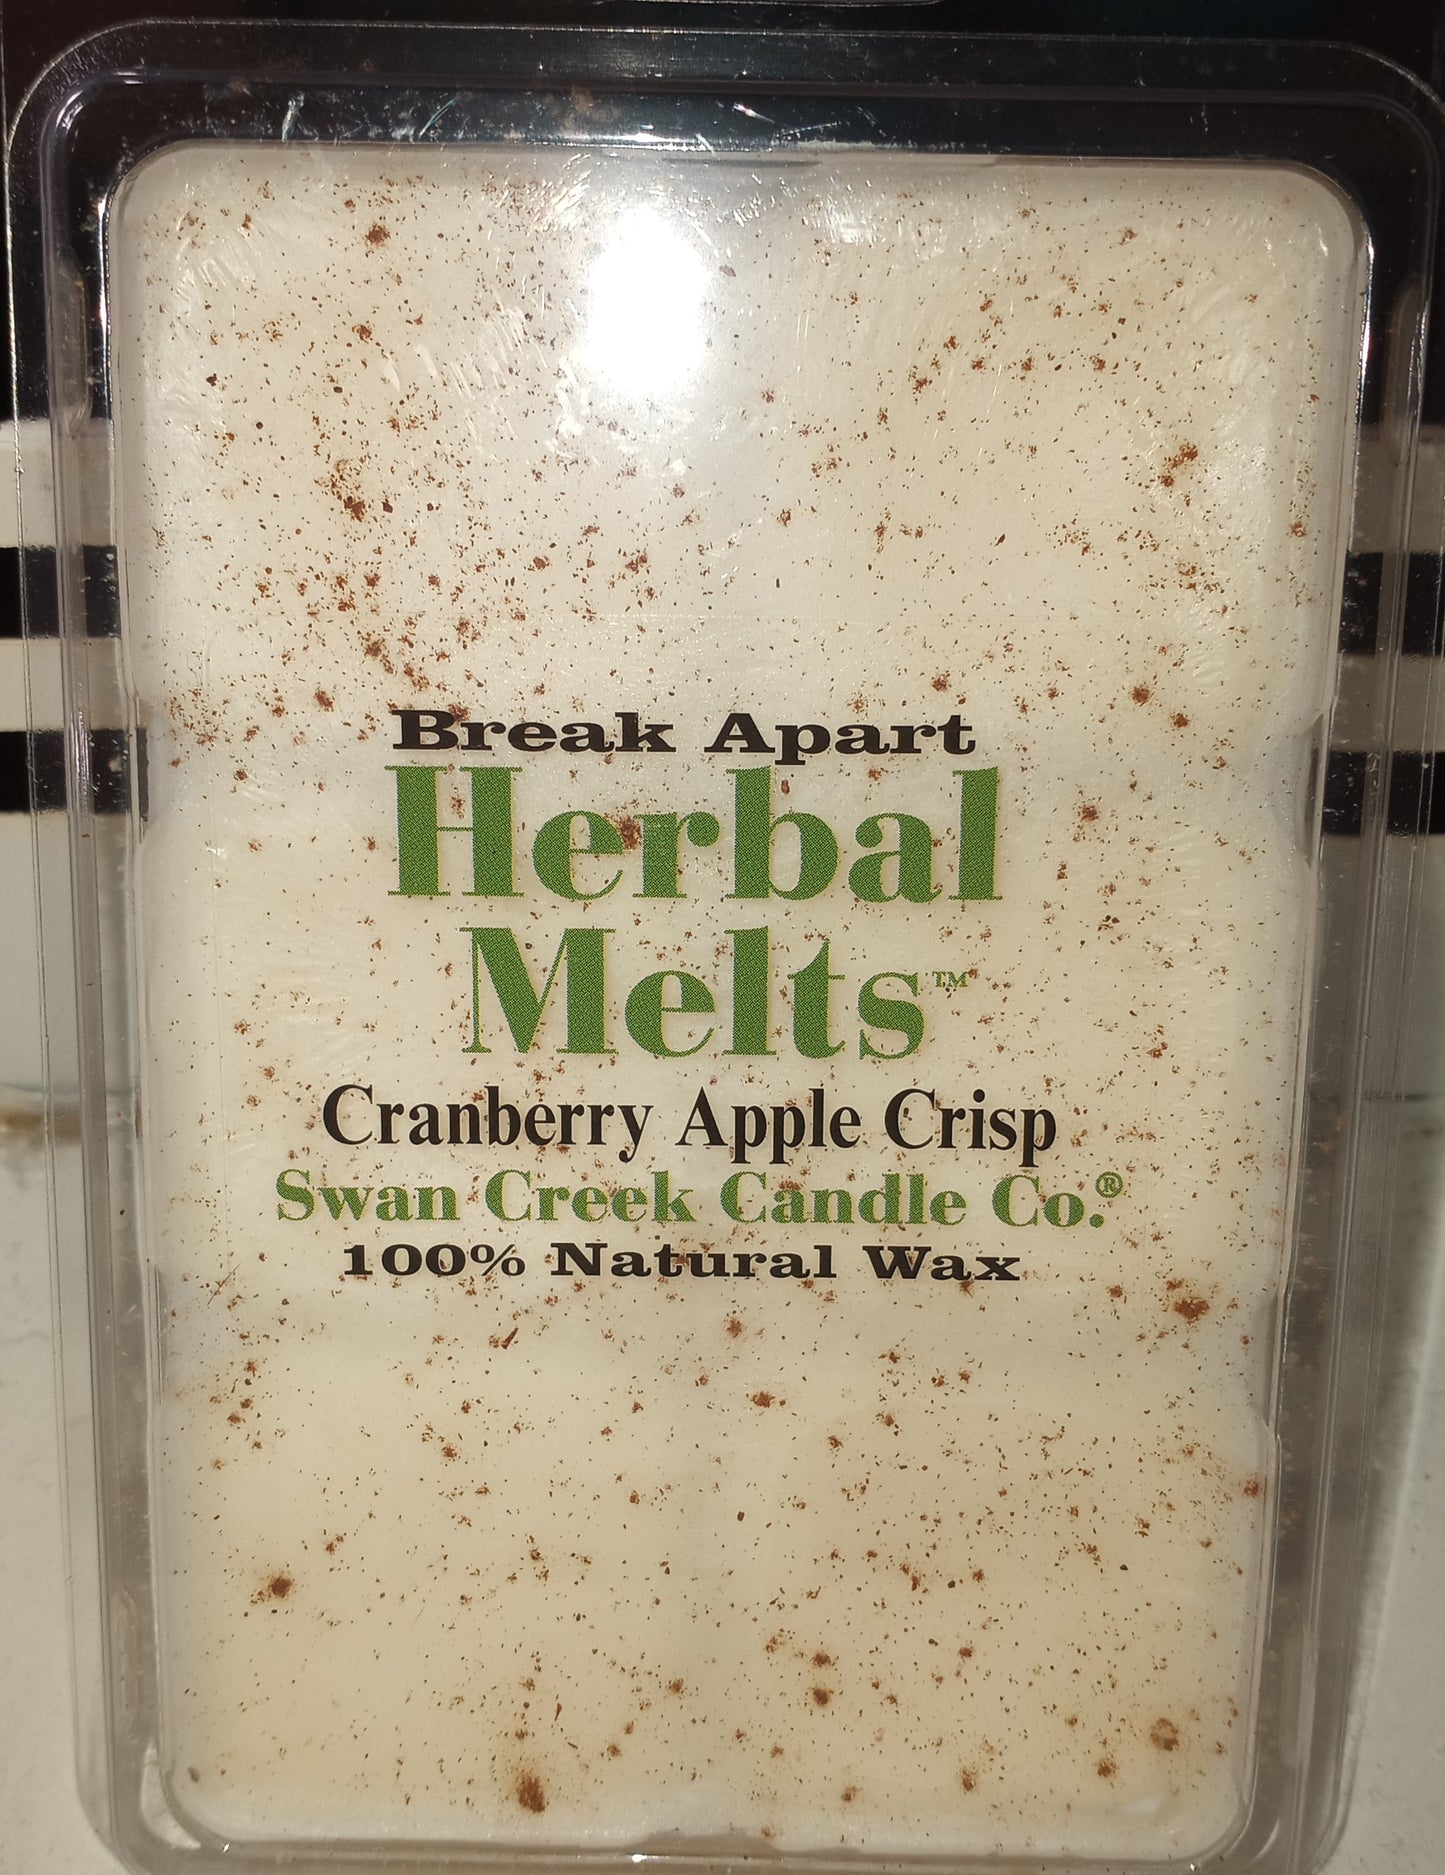 Break Apart
Herbal
Melts™
Cranberry Apple Crisp
Swan Creek Candle Co.®
100% Natural Wax